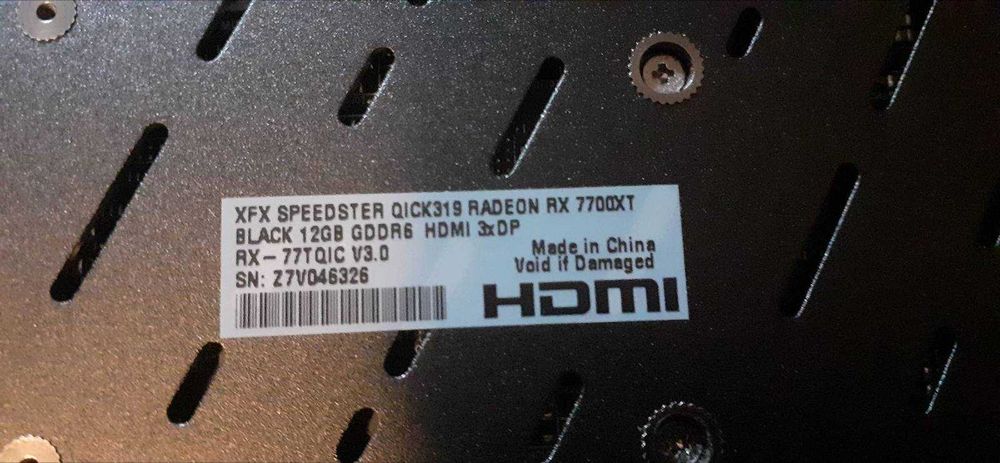 XFX SPEEDSTER QICK319 RADEON RX 7700XT
BLACK 12GB GDDR6 HDMI 3xDP
RX-77TQIC V3.0
SN: Z7V046326
Made in China
Void if Damaged
HDMI